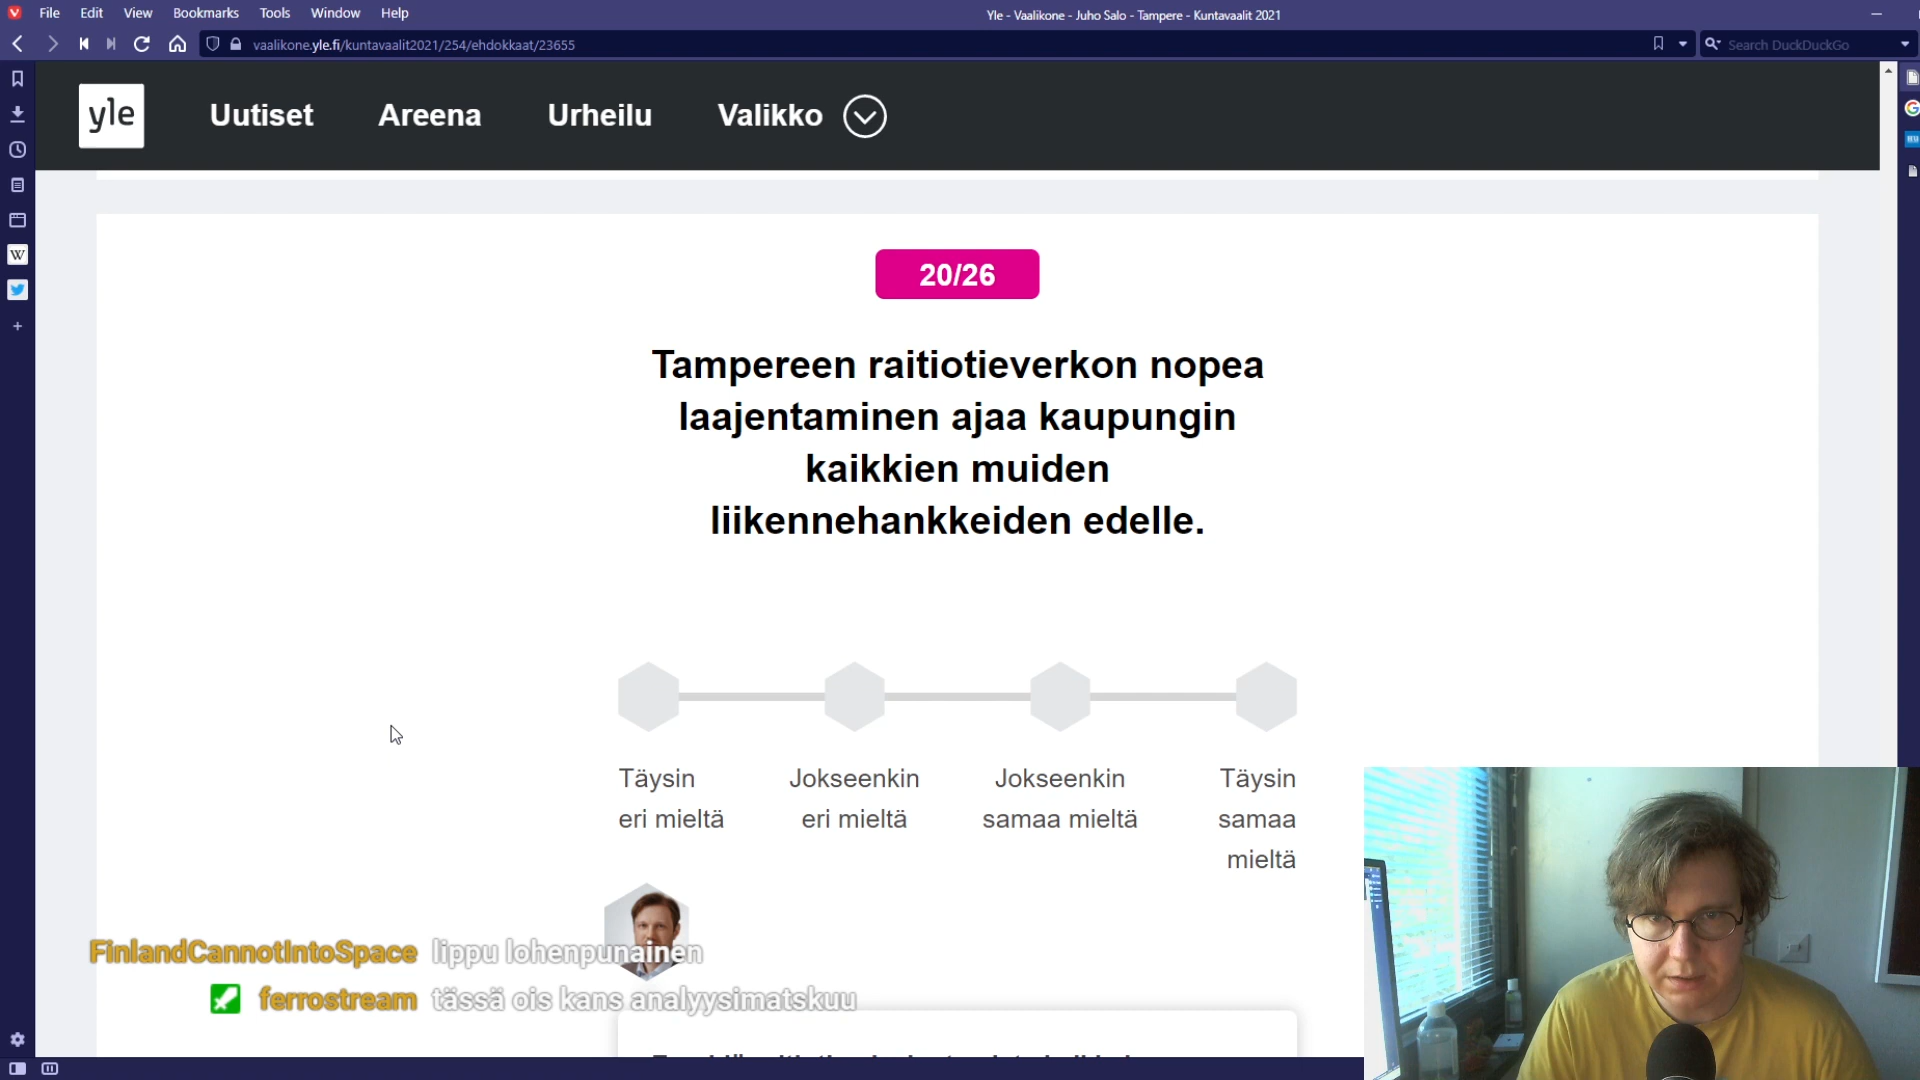 File Edit View Bookmarks Tools Window Help
Yle - Vaalikone - Juho Salo - Tampere - Kuntavaalit 2021
vaalikone.yle.fi/kuntavaalit2021/254/ehdokkaat/23655
Search DuckDuckGo
yle Uutiset Areena Urheilu Valikko
20/26
Tampereen raitiotieverkon nopea
laajentaminen ajaa kaupungin
kaikkien muiden
liikennehankkeiden edelle.
Täysin
eri mieltä
Jokseenkin
eri mieltä
Jokseenkin
samaa mieltä
Täysin
samaa
mieltä
FinlandCannotIntoSpace lippu lohenpunainen
ferrostream tässä ois kans analyysimatskuu